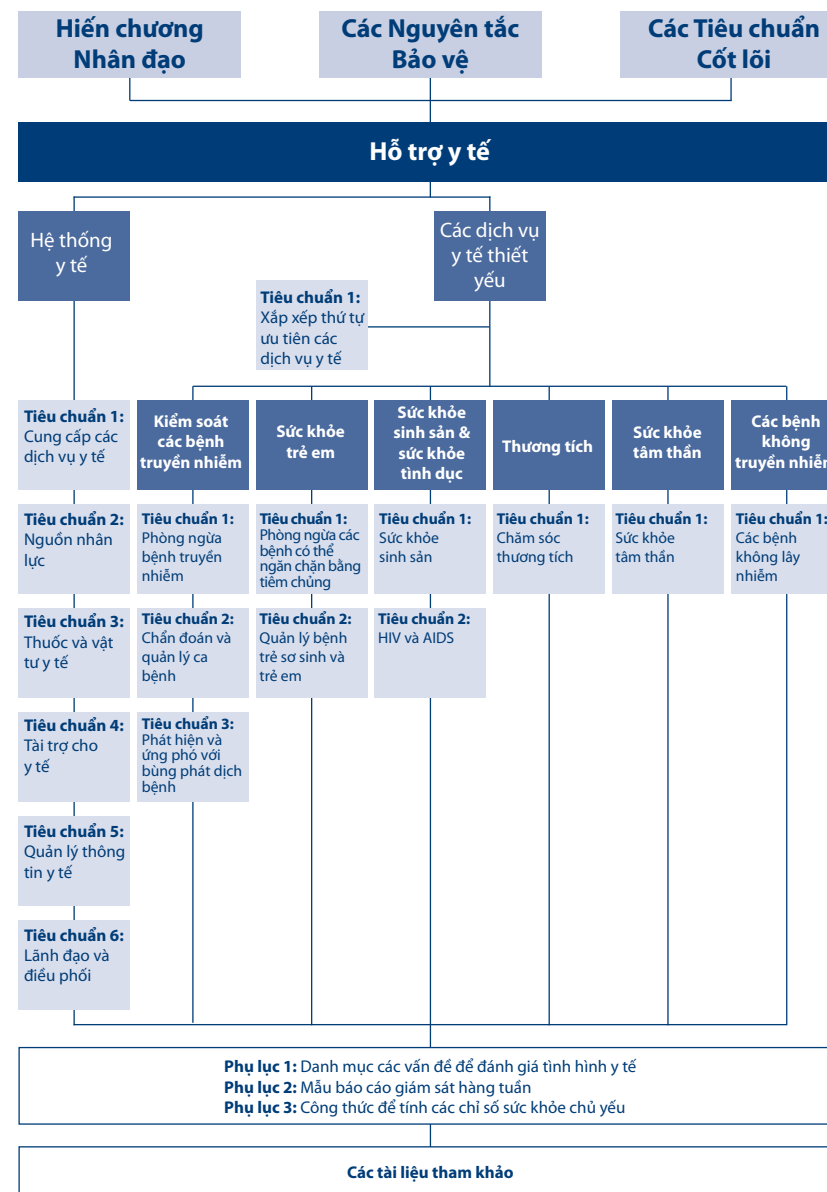 Hiến chương
Nhân đạo
Các Nguyên tắc
Bảo vệ
Các Tiêu chuẩn
Cốt lõi
Hỗ trợ y tế
Hệ thống
y tế
Các dịch vụ
y tế thiết
yếu
Tiêu chuẩn 1:
Xắp xếp thứ tự
ưu tiên các
dịch vụ y tế
Tiêu chuẩn 1:
Cung cấp các
dịch vụ y tế
Kiểm soát
các bệnh
truyền nhiễm
Sức khỏe
trẻ em
Sức khỏe
sinh sản &
sức khỏe
tình dục
Thương tích
Sức khỏe
tâm thần
Các bệnh
không
truyền nhiễm
Tiêu chuẩn 2:
Nguồn nhân
lực
Tiêu chuẩn 1:
Phòng ngừa
bệnh truyền
nhiễm
Tiêu chuẩn 1:
Phòng ngừa các
bệnh có thể
ngăn chặn bằng
tiêm chủng
Tiêu chuẩn 1:
Sức khỏe
sinh sản
Tiêu chuẩn 1:
Chăm sóc
thương tích
Tiêu chuẩn 1:
Sức khỏe
tâm thần
Tiêu chuẩn 1:
Các bệnh
không lây
nhiễm
Tiêu chuẩn 3:
Thuốc và vật
tư y tế
Tiêu chuẩn 2:
Chẩn đoán và
quản lý ca
bệnh
Tiêu chuẩn 2:
Quản lý bệnh
trẻ sơ sinh và
trẻ em
Tiêu chuẩn 2:
HIV và AIDS
Tiêu chuẩn 4:
Tài trợ cho
y tế
Tiêu chuẩn 3:
Phát hiện và
ứng phó với
bùng phát dịch
bệnh
Tiêu chuẩn 5:
Quản lý thông
tin y tế
Tiêu chuẩn 6:
Lãnh đạo và
điều phối
Phụ lục 1: Danh mục các vấn đề để đánh giá tình hình y tế
Phụ lục 2: Mẫu báo cáo giám sát hàng tuần
Phụ lục 3: Công thức để tính các chỉ số sức khỏe chủ yếu
Các tài liệu tham khảo